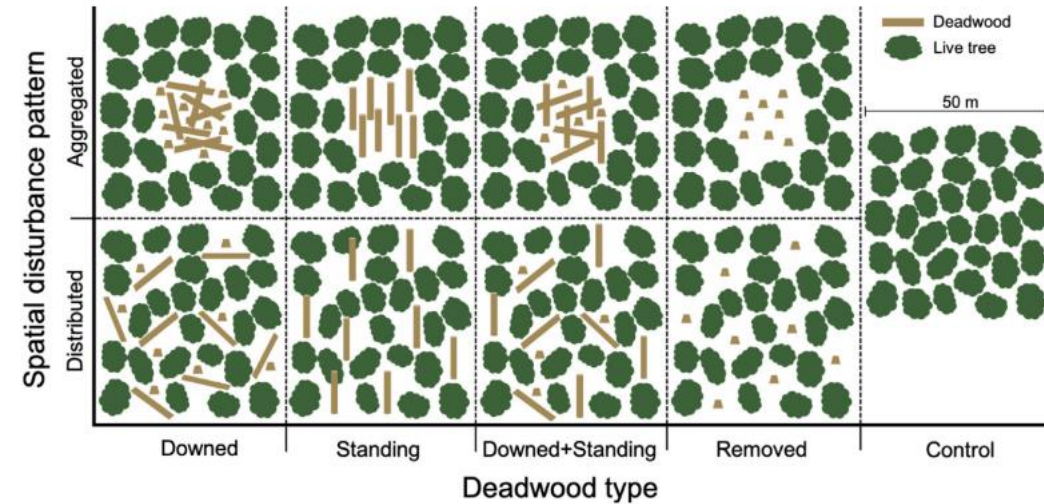 Deadwood
Live tree
50 m
Spatial disturbance pattern
Aggregated
Distributed
Downed
Standing
Downed+Standing
Removed
Control
Deadwood type